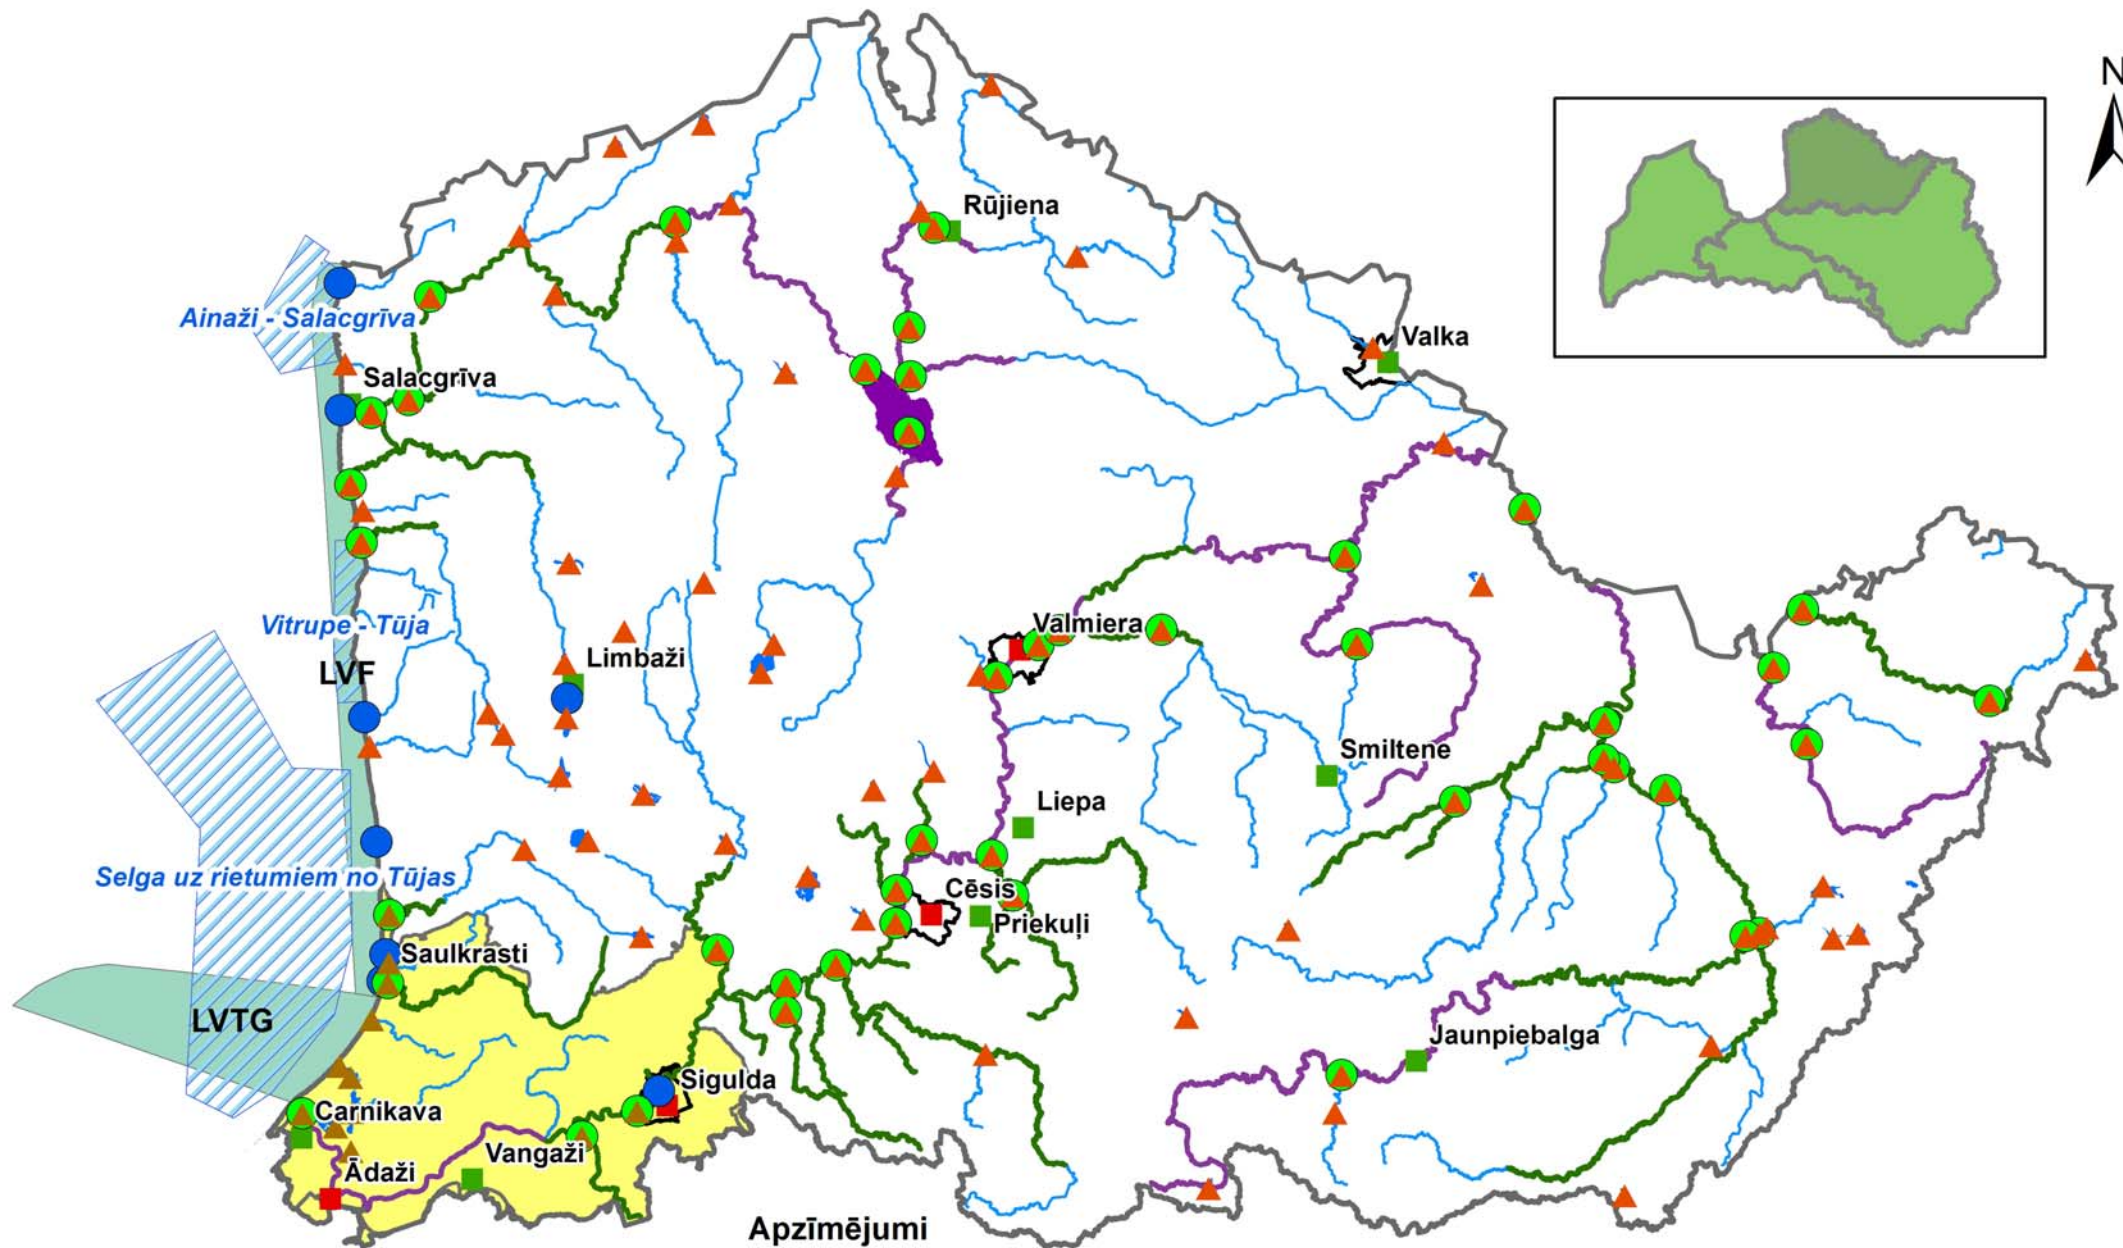 N
Rūjiena
Ainaži - Salacgrīva
Valka
Salacgrīva
Vitrupe - Tūja
Valmiera
LVF
Limbaži
Smiltene
Liepa
Selga uz rietumiem no Tūjas
Cēsis
Priekuļi
Saulkrasti
LVTG
Jaunpiebalga
Sigulda
Carnikava
Vangaži
Ādaži
Apzīmējumi